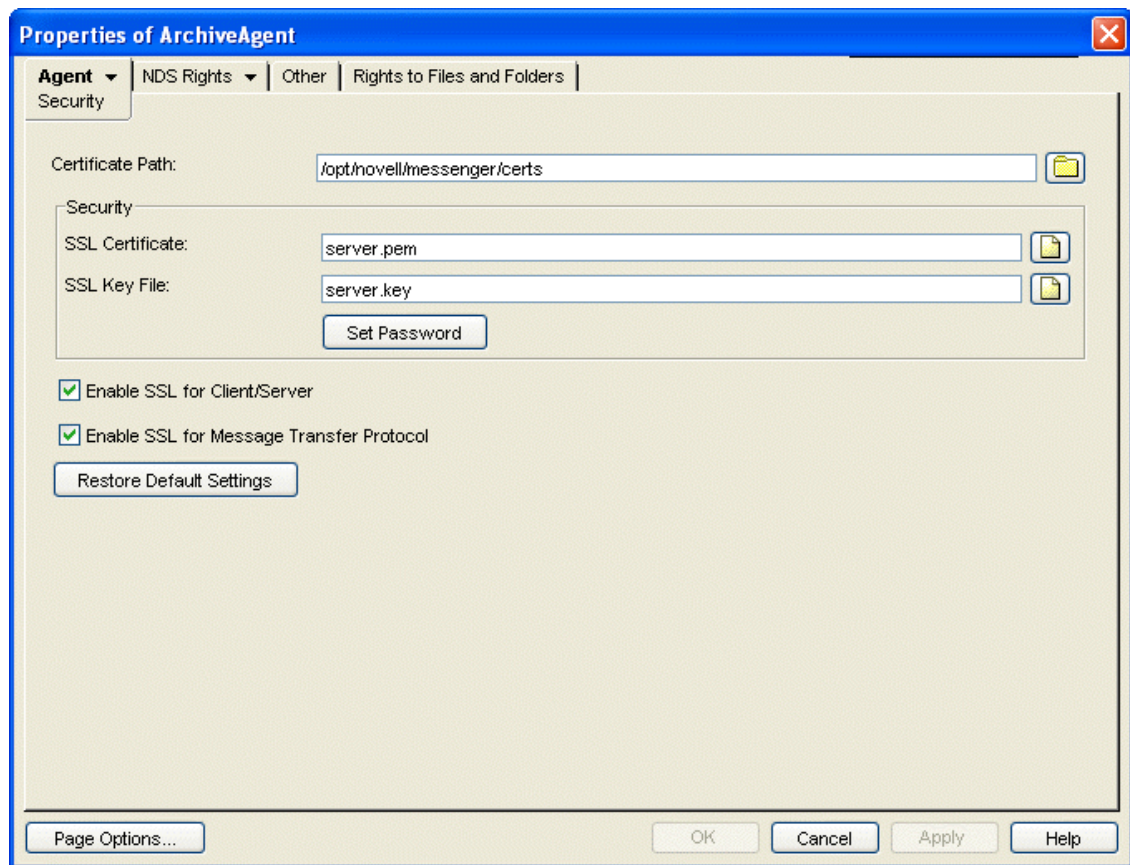 Properties of ArchiveAgent
Agent NDS Rights Other Rights to Files and Folders
Security
Certificate Path: /opt/novell/messenger/certs
Security
SSL Certificate: server.pem
SSL Key File: server.key
Set Password
Enable SSL for Client/Server
Enable SSL for Message Transfer Protocol
Restore Default Settings
Page Options... OK Cancel Apply Help